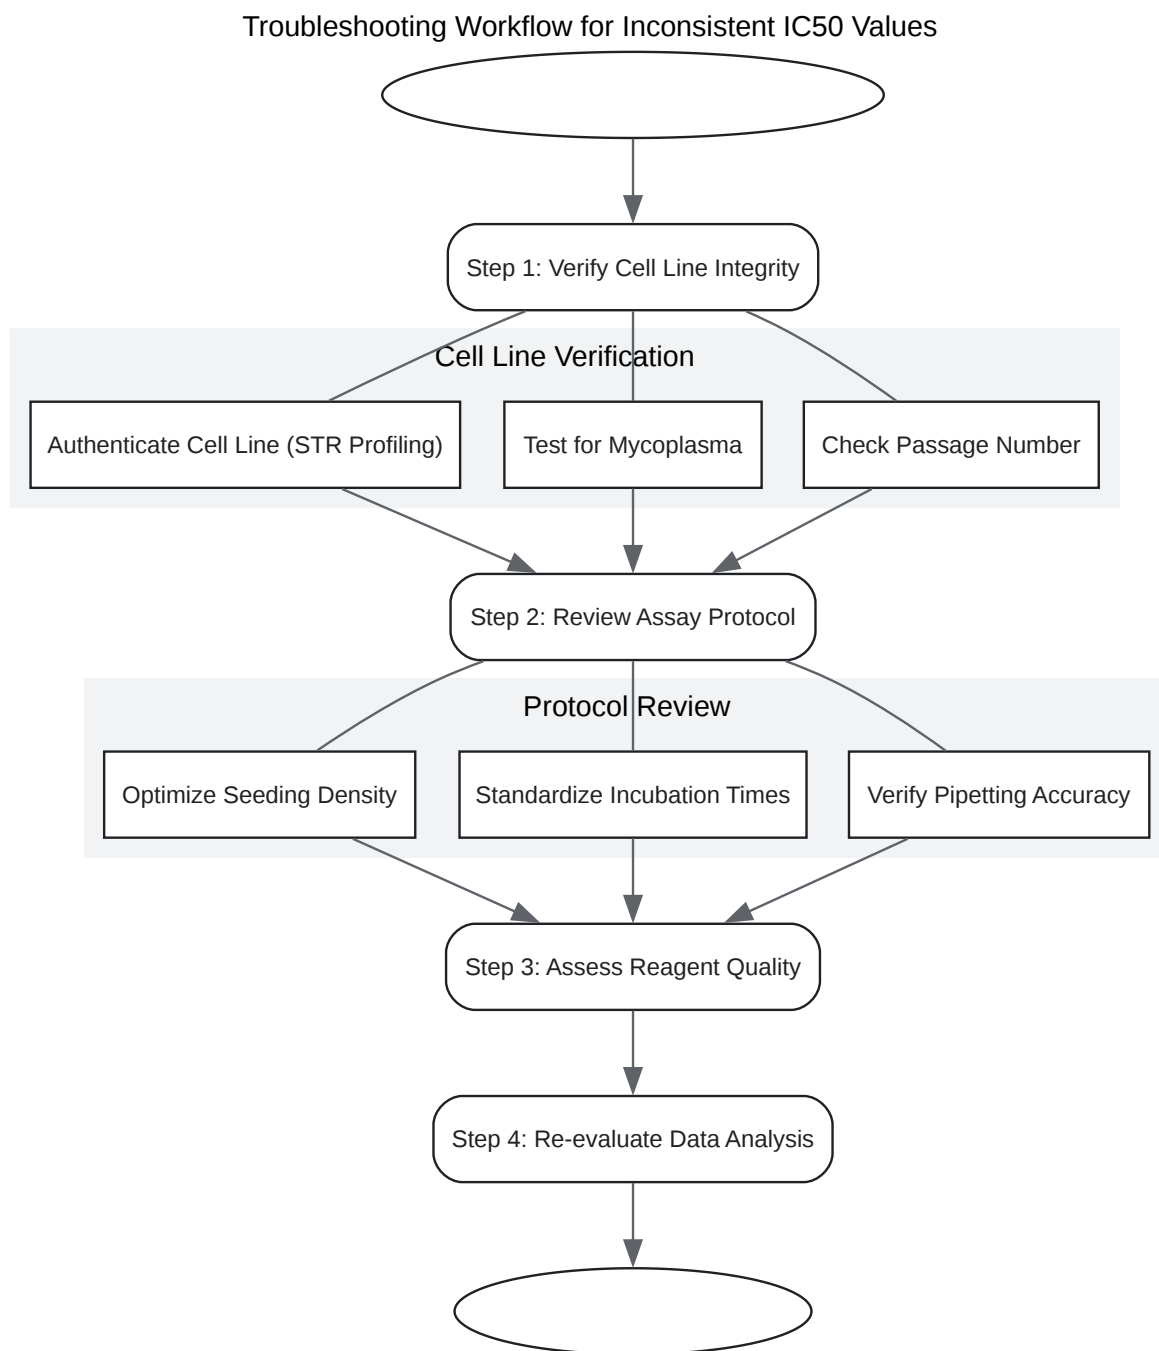 Troubleshooting Workflow for Inconsistent IC50 Values
Step 1: Verify Cell Line Integrity
Cell Line Verification
Authenticate Cell Line (STR Profiling)
Test for Mycoplasma
Check Passage Number
Step 2: Review Assay Protocol
Protocol Review
Optimize Seeding Density
Standardize Incubation Times
Verify Pipetting Accuracy
Step 3: Assess Reagent Quality
Step 4: Re-evaluate Data Analysis